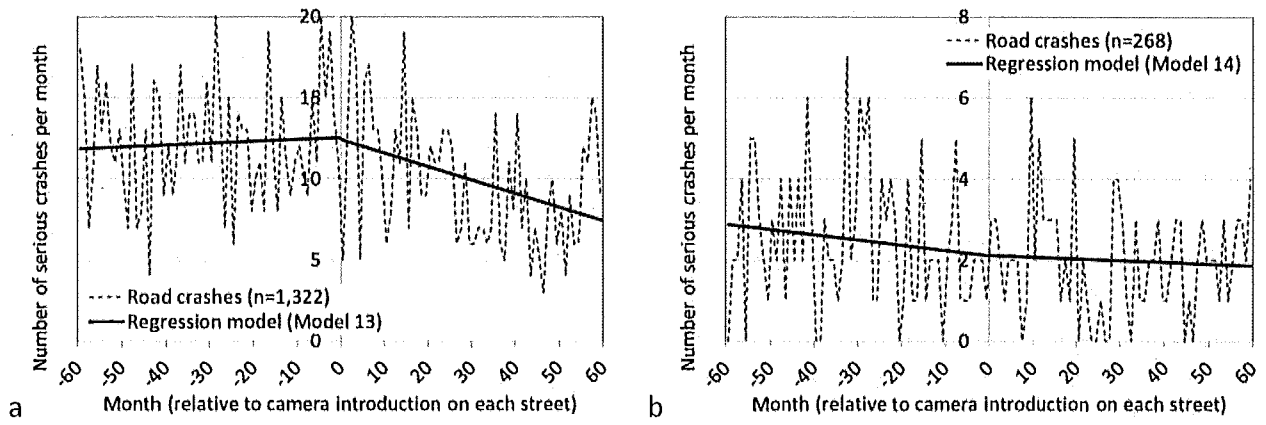 20
15
10
5
0
Number of serious crashes per month
Road crashes (n=1,322)
Regression model (Model 13)
-60 -50 -40 -30 -20 -10 0 10 20 30 40 50 60
Month (relative to camera introduction on each street)
a
8
6
4
2
0
Number of serious crashes per month
Road crashes (n=268)
Regression model (Model 14)
-60 -50 -40 -30 -20 -10 0 10 20 30 40 50 60
Month (relative to camera introduction on each street)
b